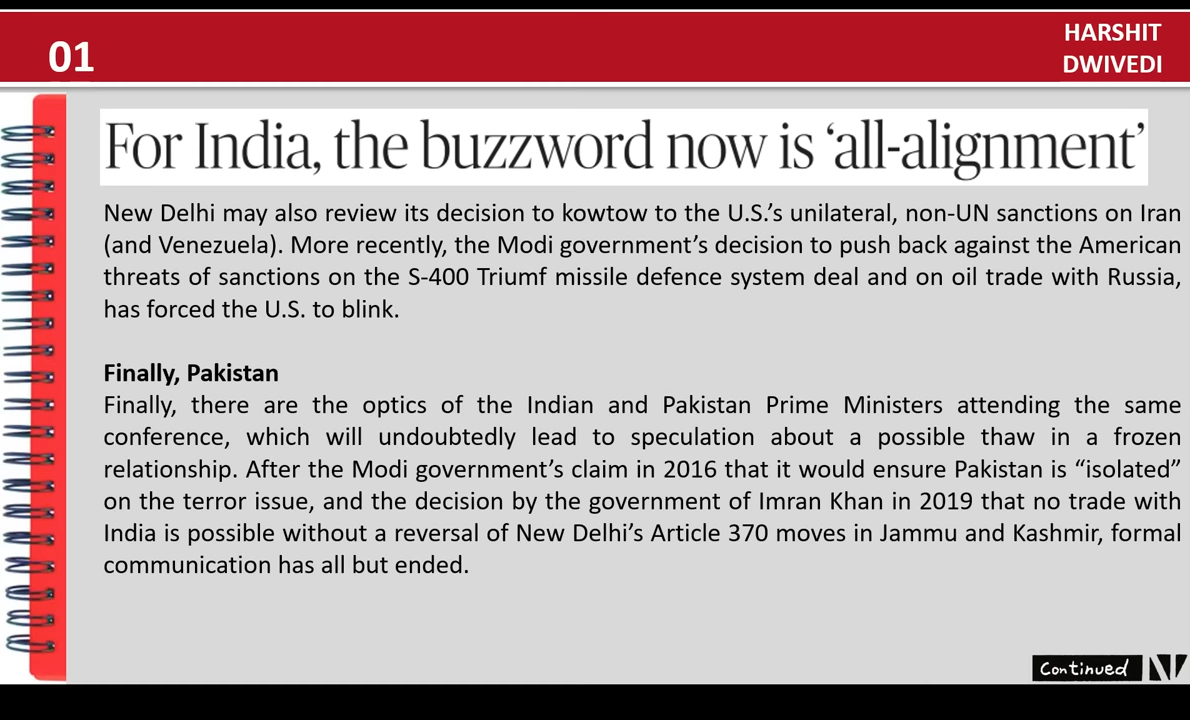 01
HARSHIT
DWIVEDI
For India, the buzzword now is ‘all-alignment’
New Delhi may also review its decision to kowtow to the U.S.’s unilateral, non-UN sanctions on Iran
(and Venezuela). More recently, the Modi government’s decision to push back against the American
threats of sanctions on the S-400 Triumf missile defence system deal and on oil trade with Russia,
has forced the U.S. to blink.
Finally, Pakistan
Finally, there are the optics of the Indian and Pakistan Prime Ministers attending the same
conference, which will undoubtedly lead to speculation about a possible thaw in a frozen
relationship. After the Modi government’s claim in 2016 that it would ensure Pakistan is “isolated”
on the terror issue, and the decision by the government of Imran Khan in 2019 that no trade with
India is possible without a reversal of New Delhi’s Article 370 moves in Jammu and Kashmir, formal
communication has all but ended.
Continued